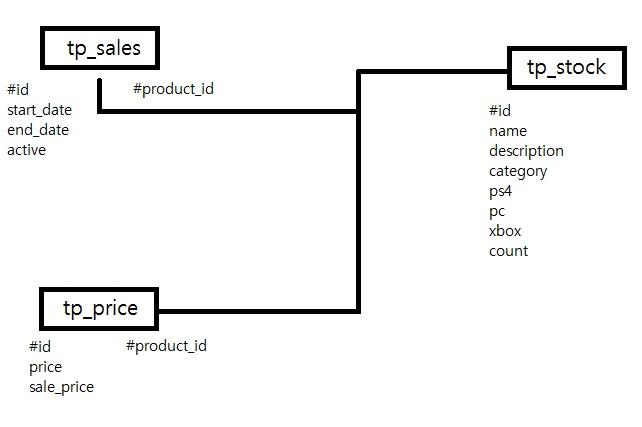 tp_sales
#product_id
#id
start_date
end_date
active
tp_stock
#id
name
description
category
ps4
pc
xbox
count
tp_price
#product_id
#id
price
sale_price